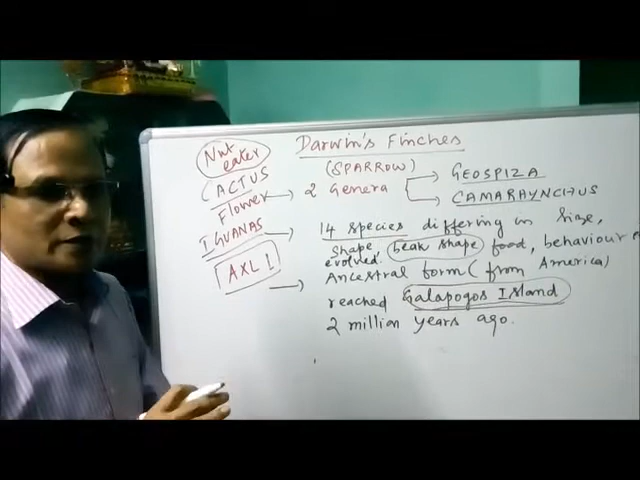 Darwin's Finches
Nut
eater
(SPARROW)
GEOSPIZA
CACTUS
Flower
2 Genera
CAMARAYNCHUS
IGUANAS
14 species differing in size,
shape, beak shape, food, behaviour
evolved.
AXL!
Ancestral form (from America)
reached Galapogos Island
2 million years ago.